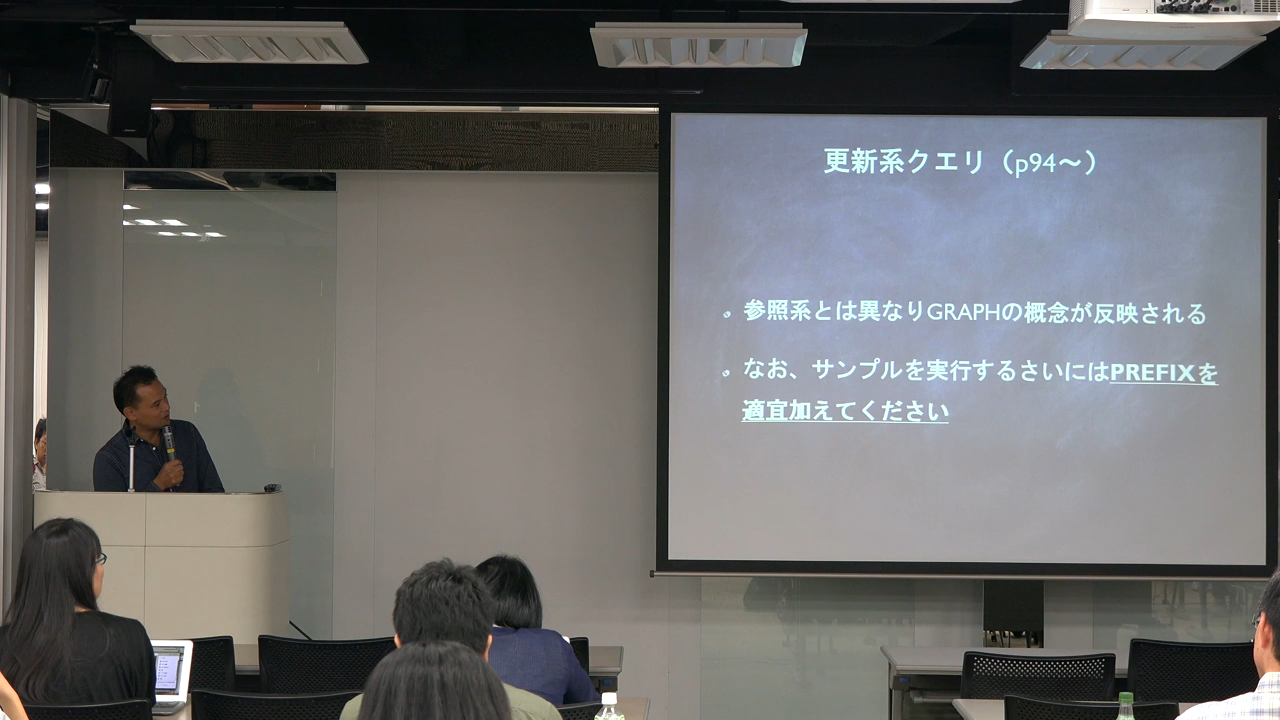 更新系クエリ（p94〜）
参照系とは異なりGRAPHの概念が反映される
なお、サンプルを実行するさいにはPREFIXを
適宜加えてください